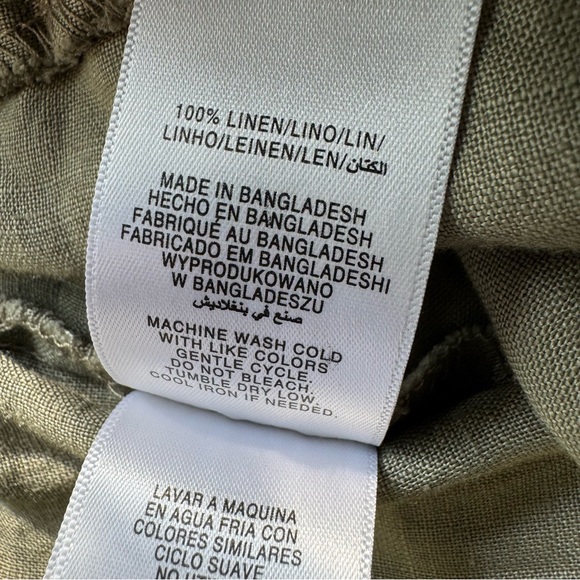 100% LINEN/LINO/LIN/
LINHO/LEINEN/LEN/الكتان
MADE IN BANGLADESH
HECHO EN BANGLADESH
FABRIQUÉ AU BANGLADESH
FABRICADO EM BANGLADESHI
WYPRODUKOWANO
W BANGLADESZU
صنع في بنغلاديش
MACHINE WASH COLD
WITH LIKE COLORS
GENTLE CYCLE.
DO NOT BLEACH.
TUMBLE DRY LOW.
COOL IRON IF NEEDED.
LAVAR A MAQUINA
EN AGUA FRIA CON
COLORES SIMILARES
CICLO SUAVE